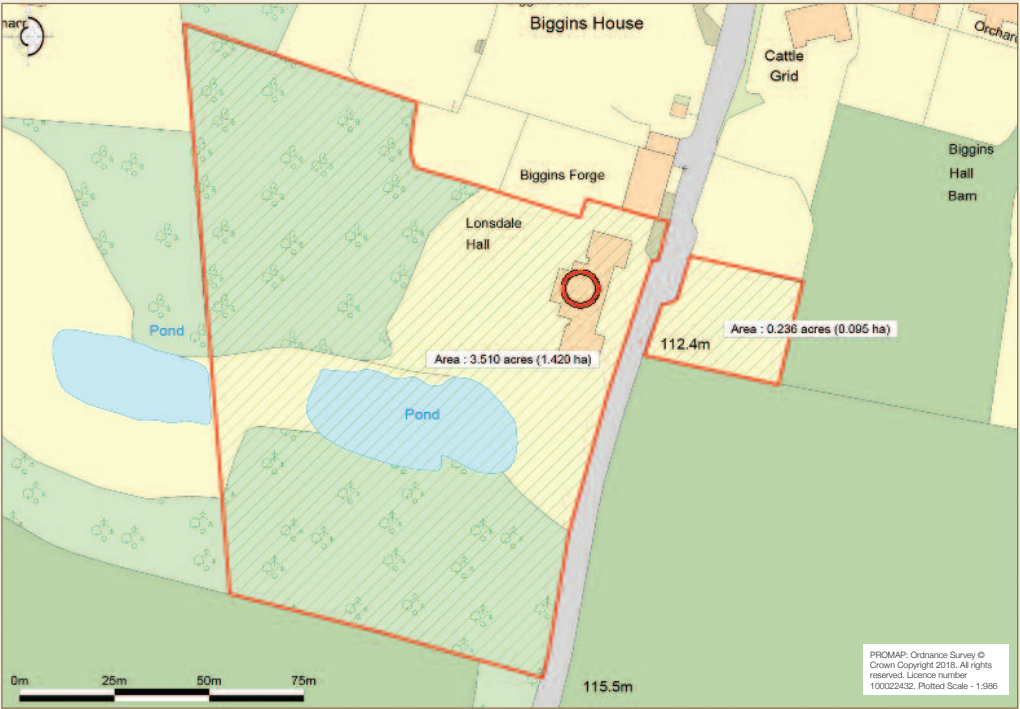 Biggins House
Orchard
Cattle
Grid
Biggins
Hall
Barn
Biggins Forge
Lonsdale
Hall
Pond
Area : 0.236 acres (0.095 ha)
112.4m
Area : 3.510 acres (1.420 ha)
Pond
0m
25m
50m
75m
115.5m
PROMAP: Ordnance Survey ©
Crown Copyright 2018. All rights
reserved. Licence number
100022432. Plotted Scale - 1:986